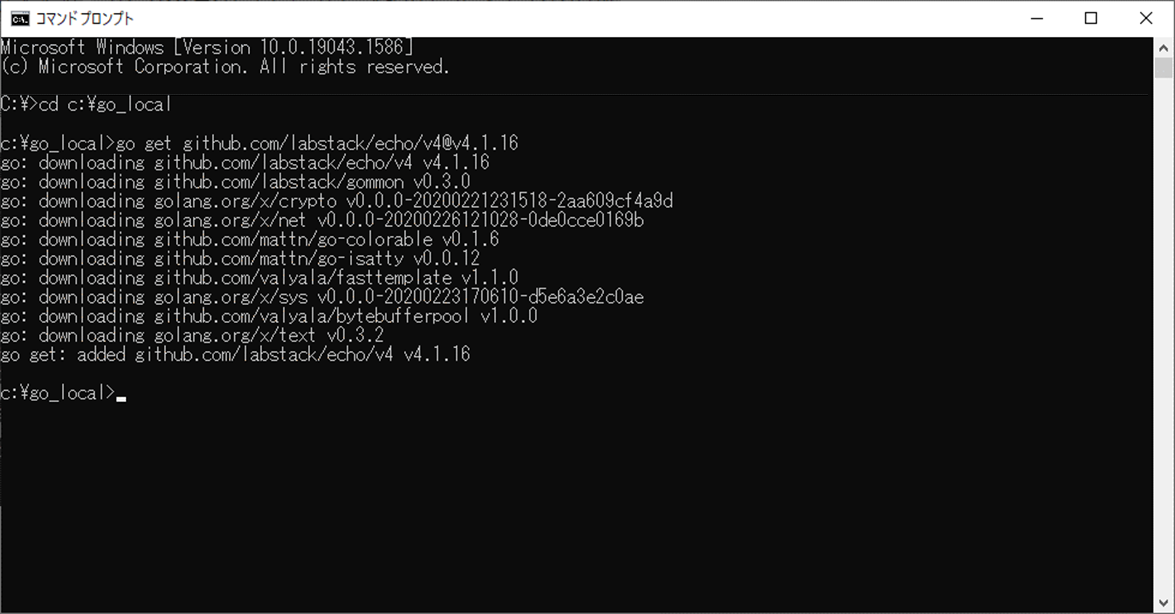 コマンド プロンプト
Microsoft Windows [Version 10.0.19043.1586]
(c) Microsoft Corporation. All rights reserved.
C:¥>cd c:¥go_local
c:¥go_local>go get github.com/labstack/echo/v4@v4.1.16
go: downloading github.com/labstack/echo/v4 v4.1.16
go: downloading github.com/labstack/gommon v0.3.0
go: downloading golang.org/x/crypto v0.0.0-20200221231518-2aa609cf4a9d
go: downloading golang.org/x/net v0.0.0-20200226121028-0de0cce0169b
go: downloading github.com/mattn/go-colorable v0.1.6
go: downloading github.com/mattn/go-isatty v0.0.12
go: downloading github.com/valyala/fasttemplate v1.1.0
go: downloading golang.org/x/sys v0.0.0-20200223170610-d5e6a3e2c0ae
go: downloading github.com/valyala/bytebufferpool v1.0.0
go: downloading golang.org/x/text v0.3.2
go get: added github.com/labstack/echo/v4 v4.1.16
c:¥go_local>